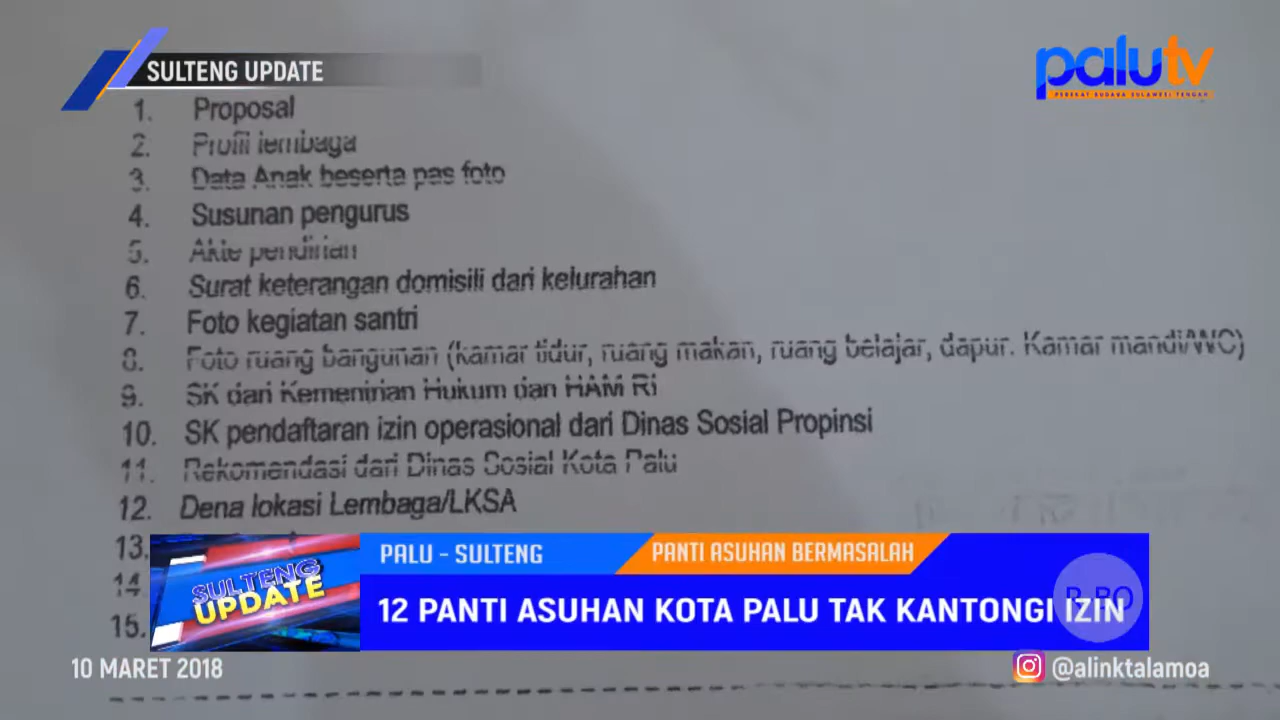 SULTENG UPDATE
palutv
PEREKAT BUDAYA SULAWESI TENGAH
1. Proposal
2. Profil lembaga
3. Data Anak beserta pas foto
4. Susunan pengurus
5. Akte pendirian
6. Surat keterangan domisili dari kelurahan
7. Foto kegiatan santri
8. Foto ruang bangunan (kamar tidur, ruang makan, ruang belajar, dapur. Kamar mandi/WC)
9. SK dari Kementrian Hukum dan HAM RI
10. SK pendaftaran izin operasional dari Dinas Sosial Propinsi
11. Rekomendasi dari Dinas Sosial Kota Palu
12. Dena lokasi Lembaga/LKSA
13.
14.
15.
SULTENG UPDATE
PALU - SULTENG
PANTI ASUHAN BERMASALAH
12 PANTI ASUHAN KOTA PALU TAK KANTONGI IZIN
10 MARET 2018
@alinktalamoa